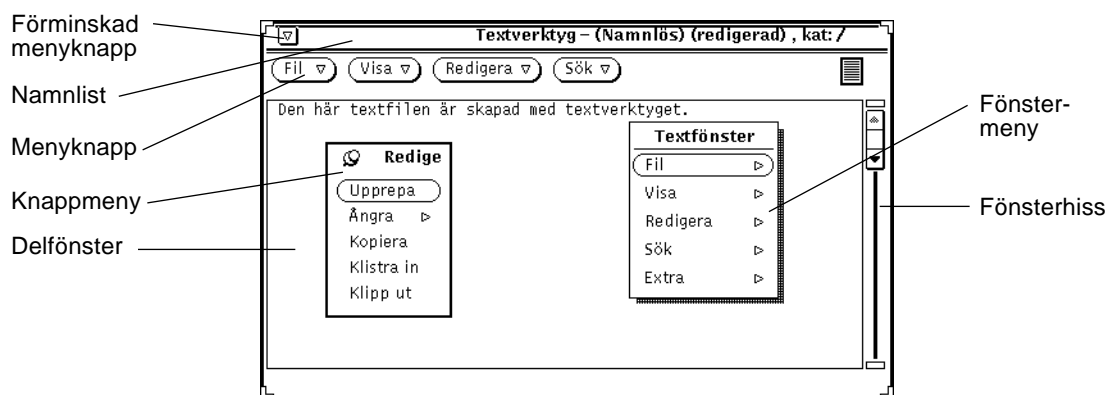 Förminskad
menyknapp
Namnlist
Menyknapp
Knappmeny
Delfönster
Textverktyg – (Namnlös) (redigerad) , kat: /
Fil Visa Redigera Sök
Den här textfilen är skapad med textverktyget.
Redige
Upprepa
Ångra
Kopiera
Klistra in
Klipp ut
Textfönster
Fil
Visa
Redigera
Sök
Extra
Fönster-
meny
Fönsterhiss